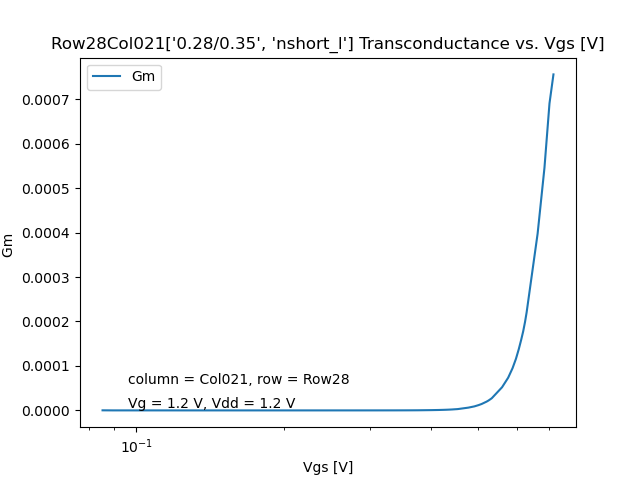 Row28Col021['0.28/0.35', 'nshort_l'] Transconductance vs. Vgs [V]
Gm
0.0007
0.0006
0.0005
0.0004
0.0003
0.0002
0.0001
0.0000
Gm
column = Col021, row = Row28
Vg = 1.2 V, Vdd = 1.2 V
10⁻¹
Vgs [V]